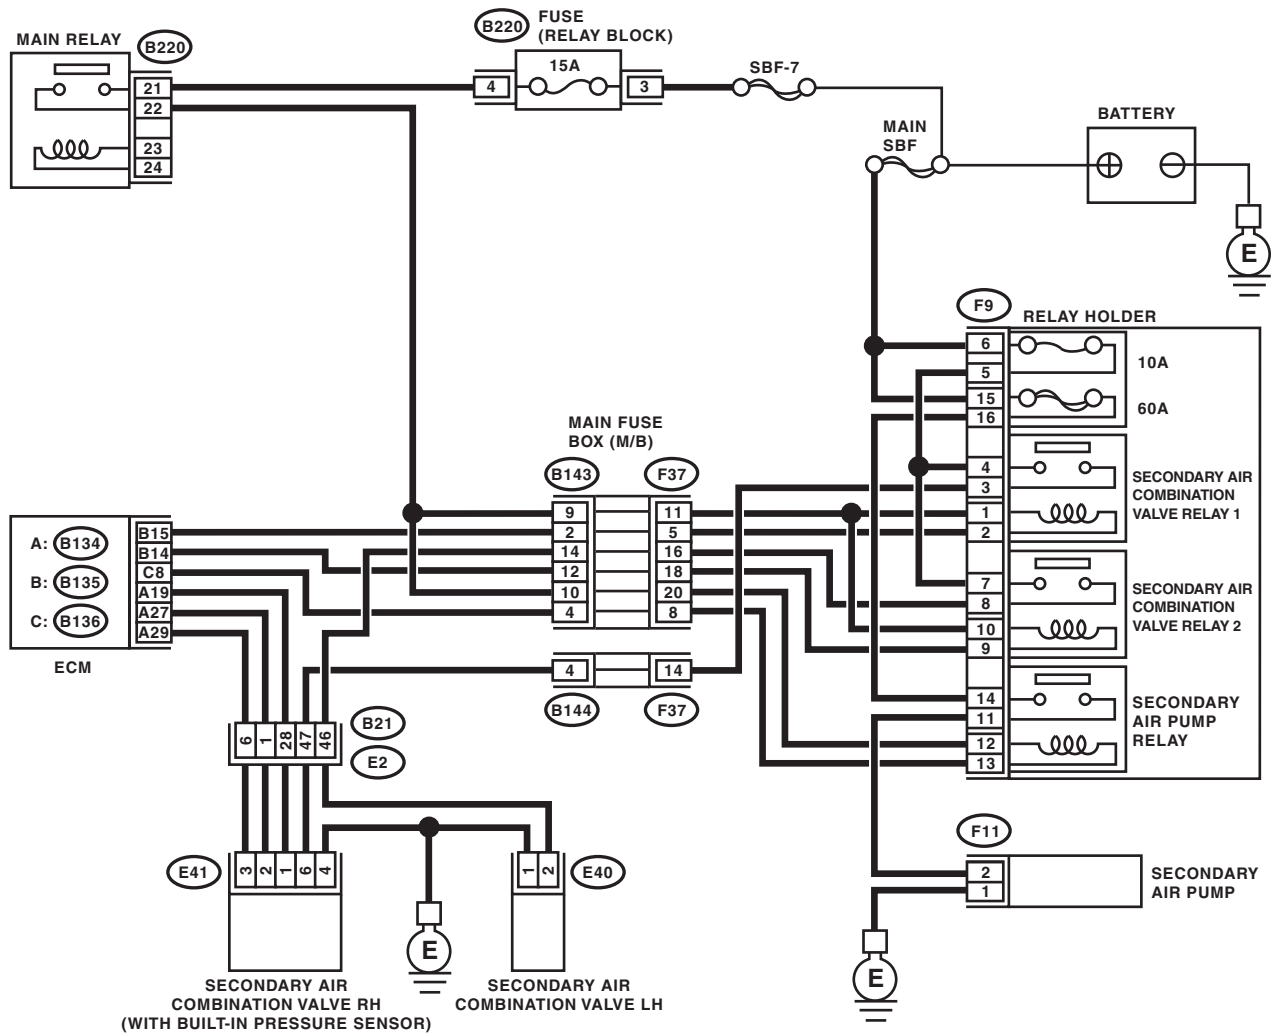 MAIN RELAY
B220
21
22
23
24
B220
FUSE
(RELAY BLOCK)
15A
4
3
SBF-7
MAIN
SBF
BATTERY
E
F9
RELAY HOLDER
6
5
15
16
4
3
1
2
7
8
10
9
14
11
12
13
10A
60A
SECONDARY AIR
COMBINATION
VALVE RELAY 1
SECONDARY AIR
COMBINATION
VALVE RELAY 2
SECONDARY
AIR PUMP
RELAY
MAIN FUSE
BOX (M/B)
B143
F37
9
11
2
5
14
16
12
18
10
20
4
8
4
14
B144
F37
A: B134
B: B135
C: B136
B15
B14
C8
A19
A27
A29
ECM
6
1
28
47
46
B21
E2
E41
3
2
1
6
4
1
2
E40
E
SECONDARY AIR
COMBINATION VALVE RH
(WITH BUILT-IN PRESSURE SENSOR)
SECONDARY AIR
COMBINATION VALVE LH
F11
2
1
SECONDARY
AIR PUMP
E